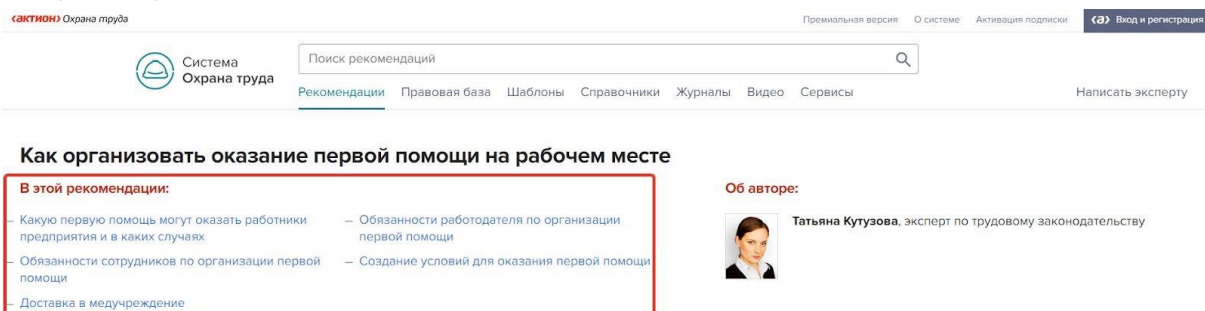 ‹актион› Охрана труда
Премиальная версия О системе Активация подписки ‹а› Вход и регистрация
Система
Охрана труда
Поиск рекомендаций
Рекомендации Правовая база Шаблоны Справочники Журналы Видео Сервисы Написать эксперту
Как организовать оказание первой помощи на рабочем месте
В этой рекомендации:
– Какую первую помощь могут оказать работники
предприятия и в каких случаях
– Обязанности сотрудников по организации первой
помощи
– Доставка в медучреждение
– Обязанности работодателя по организации
первой помощи
– Создание условий для оказания первой помощи
Об авторе:
Татьяна Кутузова, эксперт по трудовому законодательству